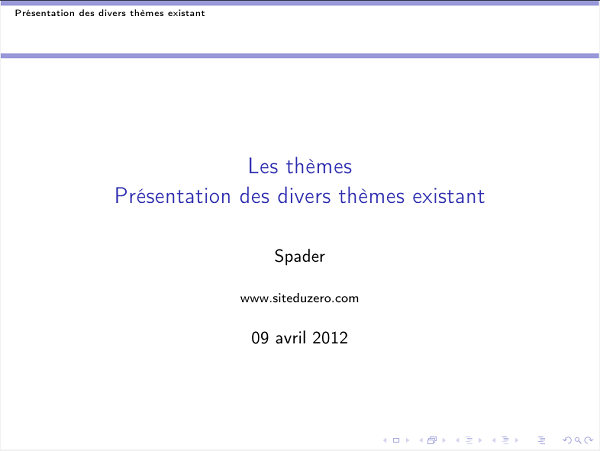 Présentation des divers thèmes existant
Les thèmes
Présentation des divers thèmes existant
Spader
www.siteduzero.com
09 avril 2012